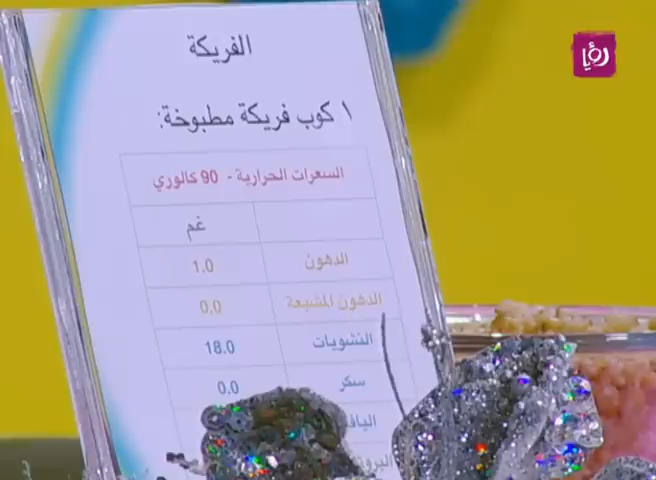 رؤيا
الفريكة
١ كوب فريكة مطبوخة:
السعرات الحرارية - 90 كالوري
غم
الدهون 1.0
الدهون المشبعة 0.0
النشويات 18.0
سكر 0.0